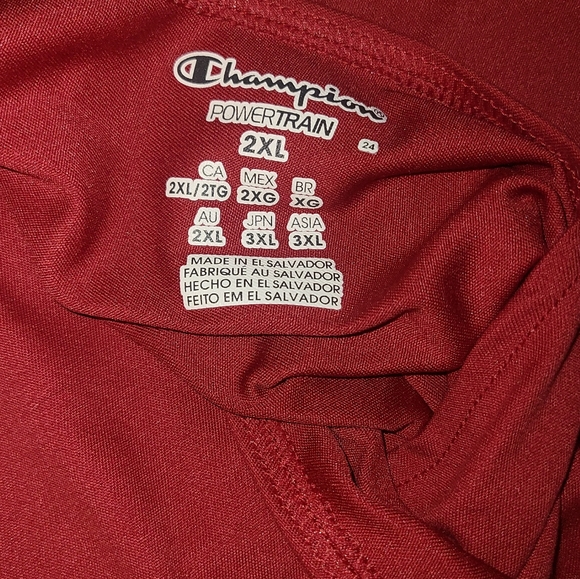 Champion®
POWERTRAIN
2XL 24
CA MEX BR
2XL/2TG 2XG XG
AU JPN ASIA
2XL 3XL 3XL
MADE IN EL SALVADOR
FABRIQUÉ AU SALVADOR
HECHO EN EL SALVADOR
FEITO EM EL SALVADOR